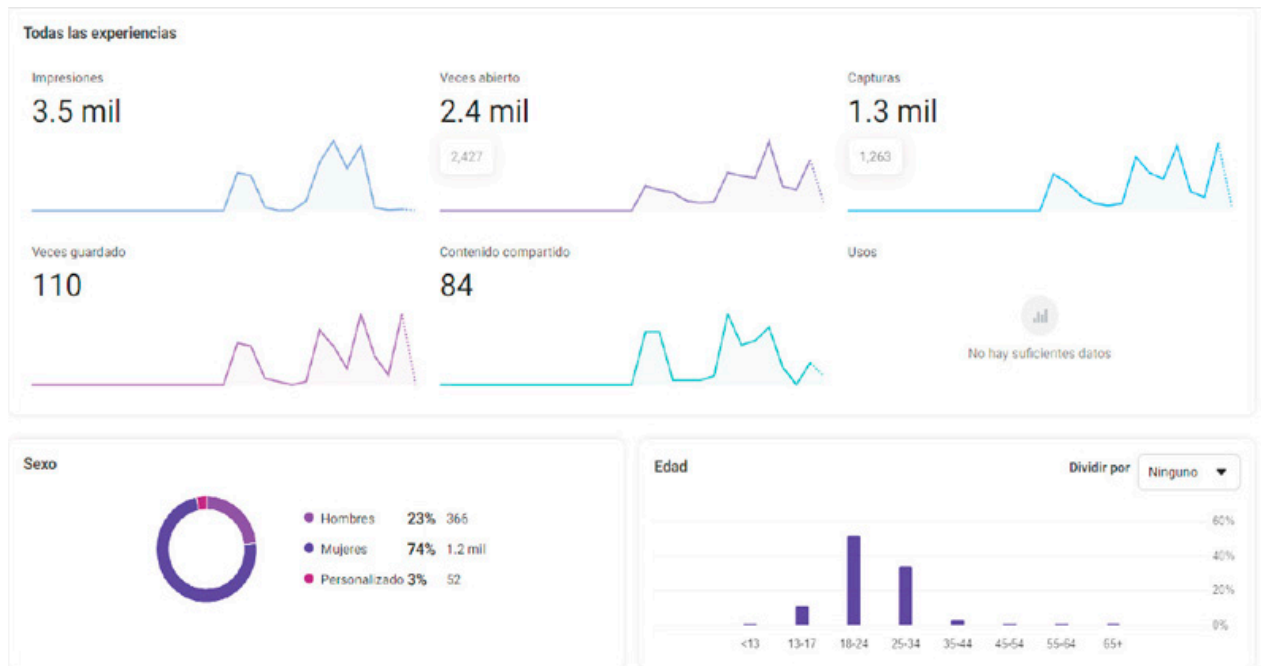 Todas las experiencias
Impresiones
3.5 mil
Veces abierto
2.4 mil
2,427
Capturas
1.3 mil
1,263
Veces guardado
110
Contenido compartido
84
Usos
No hay suficientes datos
Sexo
Hombres 23% 366
Mujeres 74% 1.2 mil
Personalizado 3% 52
Edad
Dividir por Ninguno
60%
40%
20%
0%
<13 13-17 18-24 25-34 35-44 45-54 55-64 65+